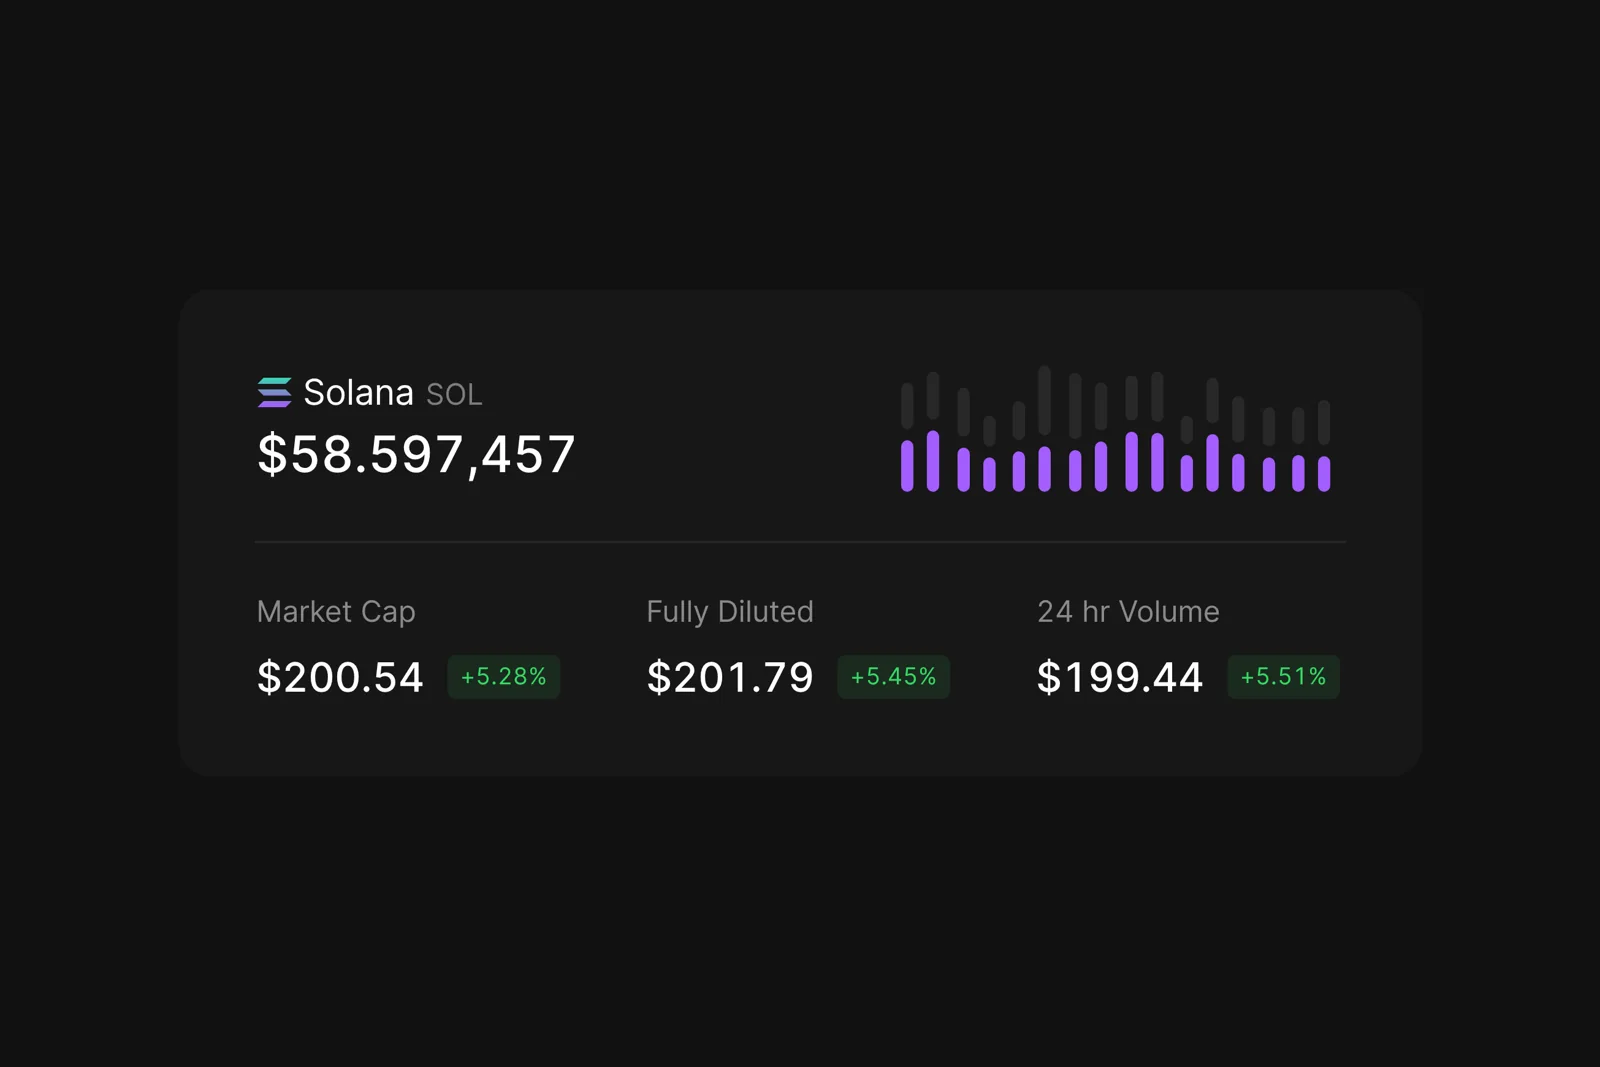 Solana SOL
$58.597,457
Market Cap
$200.54 +5.28%
Fully Diluted
$201.79 +5.45%
24 hr Volume
$199.44 +5.51%